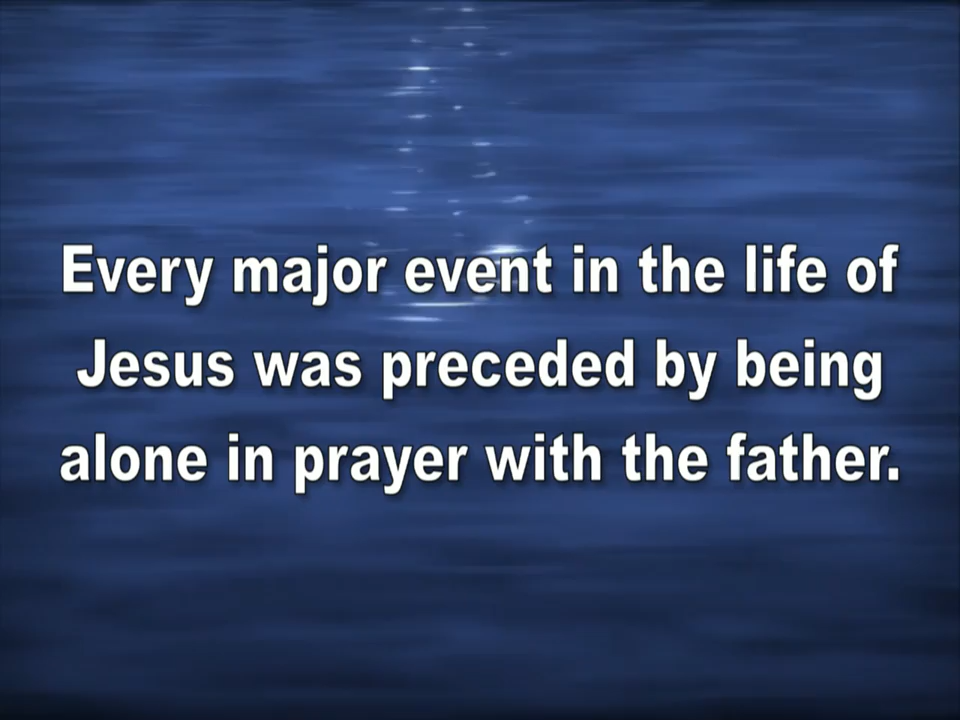 Every major event in the life of
Jesus was preceded by being
alone in prayer with the father.